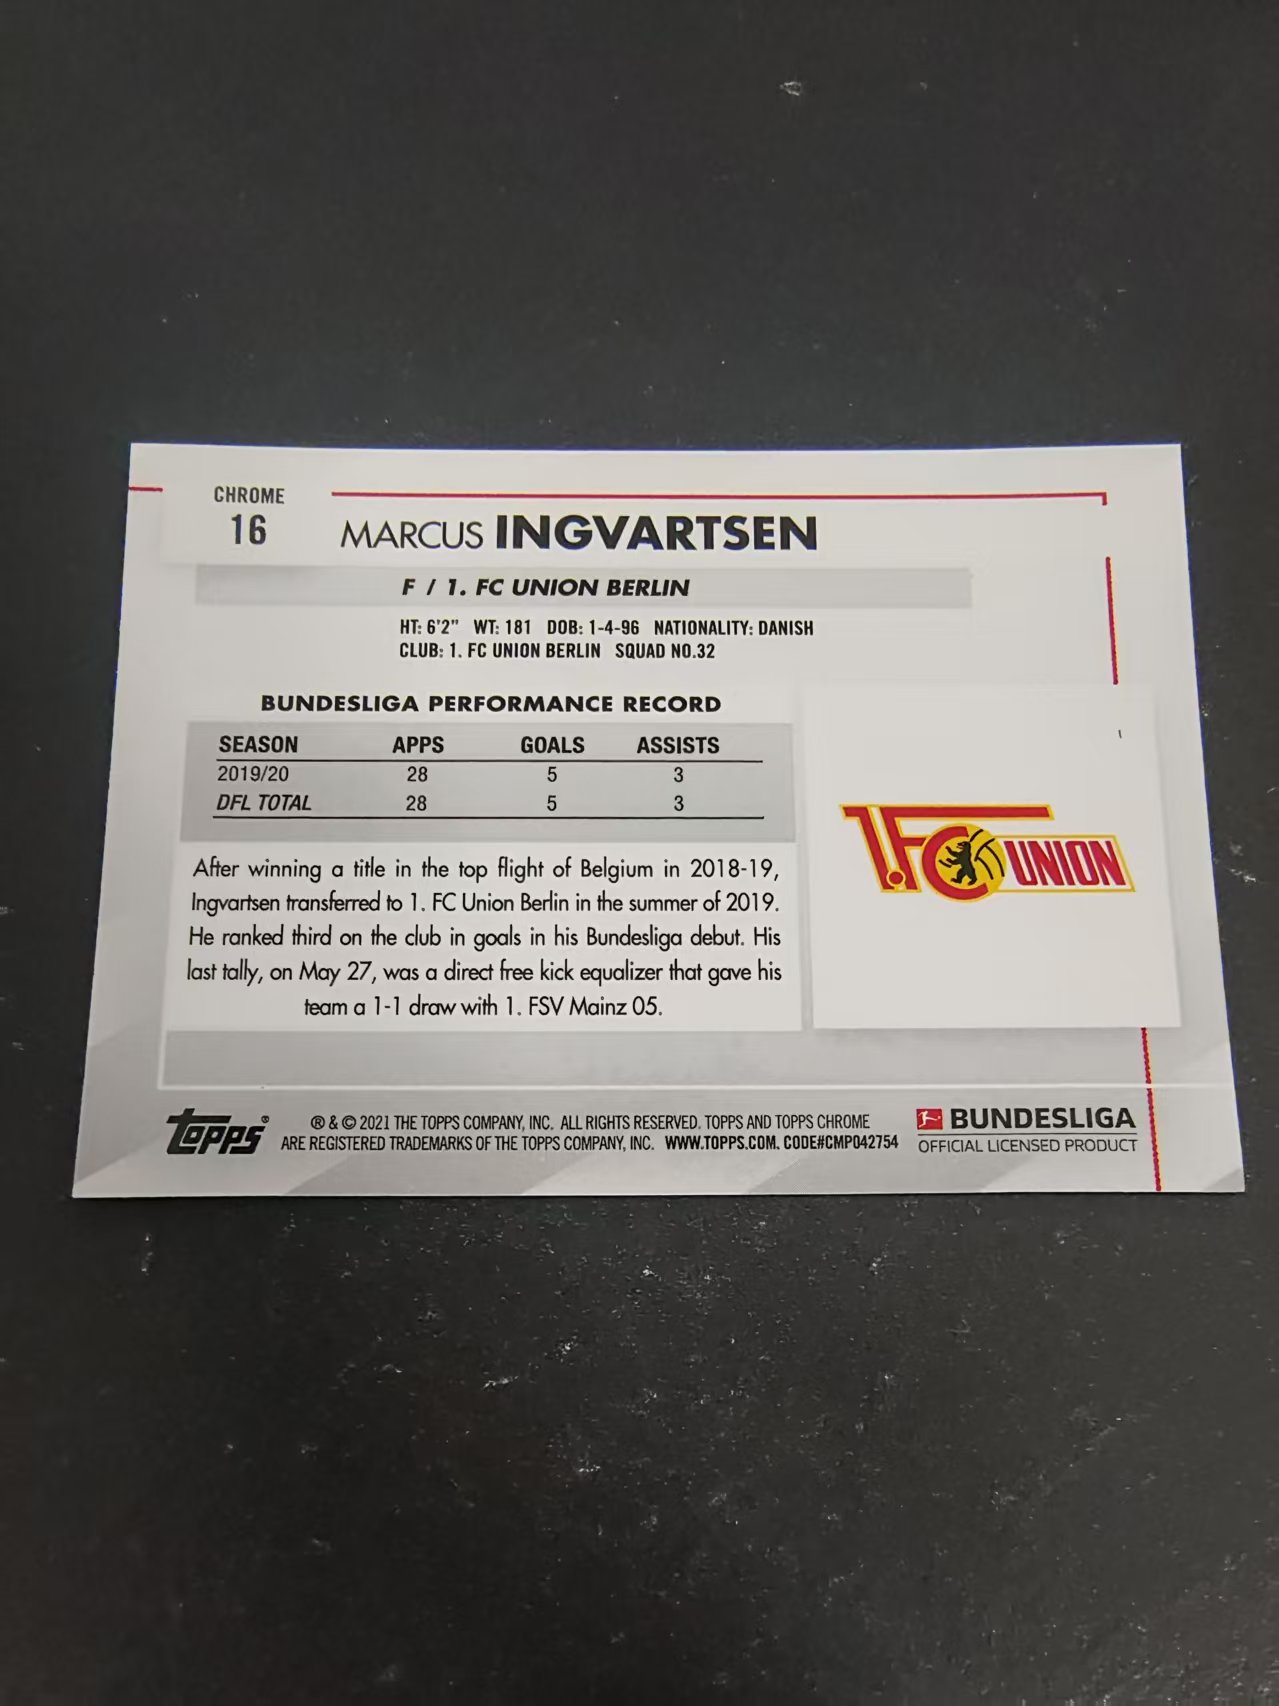 CHROME
16
MARCUS INGVARTSEN
F / 1. FC UNION BERLIN
HT: 6'2" WT: 181 DOB: 1-4-96 NATIONALITY: DANISH
CLUB: 1. FC UNION BERLIN SQUAD NO.32
BUNDESLIGA PERFORMANCE RECORD
SEASON APPS GOALS ASSISTS
2019/20 28 5 3
DFL TOTAL 28 5 3
After winning a title in the top flight of Belgium in 2018-19,
Ingvartsen transferred to 1. FC Union Berlin in the summer of 2019.
He ranked third on the club in goals in his Bundesliga debut. His
last tally, on May 27, was a direct free kick equalizer that gave his
team a 1-1 draw with 1. FSV Mainz 05.
1.FC UNION
Topps®
® & © 2021 THE TOPPS COMPANY, INC. ALL RIGHTS RESERVED. TOPPS AND TOPPS CHROME
ARE REGISTERED TRADEMARKS OF THE TOPPS COMPANY, INC. WWW.TOPPS.COM. CODE#CMP042754
BUNDESLIGA
OFFICIAL LICENSED PRODUCT